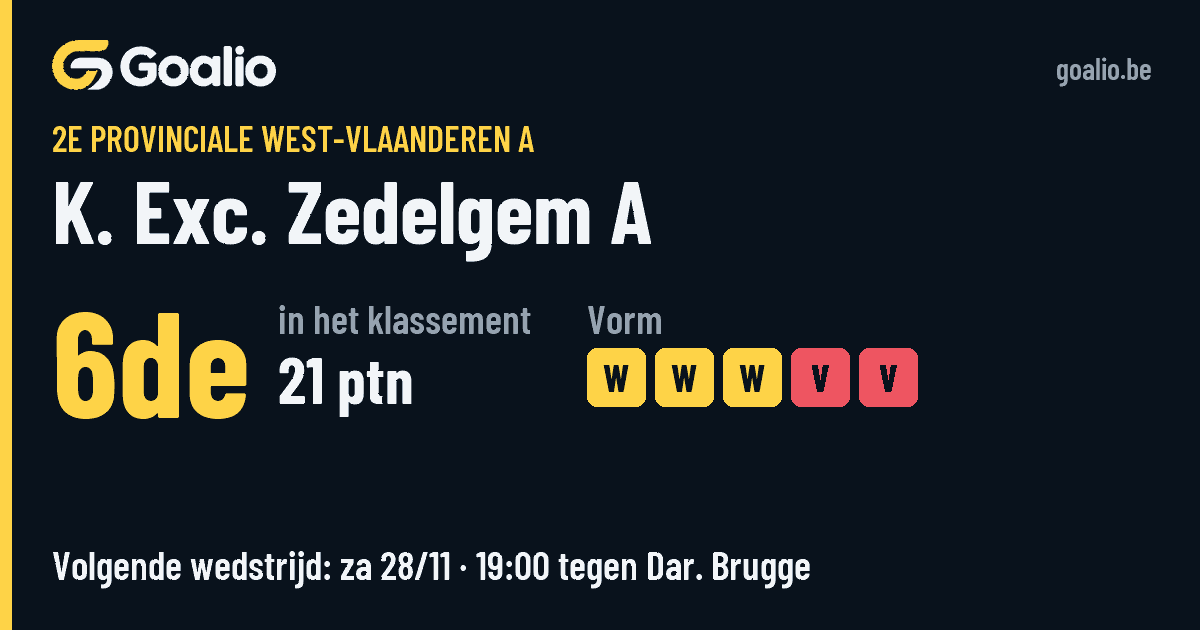 Goalio
goalio.be
2E PROVINCIALE WEST-VLAANDEREN A
K. Exc. Zedelgem A
6de
in het klassement
21 ptn
Vorm
W W W V V
Volgende wedstrijd: za 28/11 · 19:00 tegen Dar. Brugge